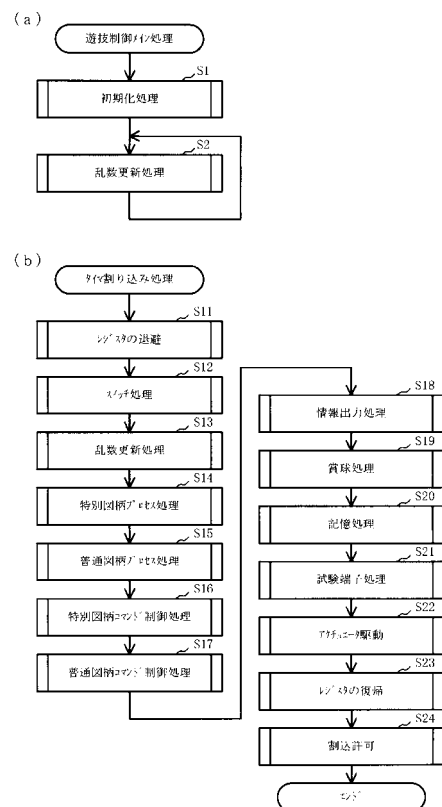 (a)
遊技制御ﾒｲﾝ処理
S1
初期化処理
S2
乱数更新処理
(b)
ﾀｲﾏ割り込み処理
S11
ﾚｼﾞｽﾀの退避
S12
ｽｲｯﾁ処理
S13
乱数更新処理
S14
特別図柄ﾌﾟﾛｾｽ処理
S15
普通図柄ﾌﾟﾛｾｽ処理
S16
特別図柄ｺﾏﾝﾄﾞ制御処理
S17
普通図柄ｺﾏﾝﾄﾞ制御処理
S18
情報出力処理
S19
賞球処理
S20
記憶処理
S21
試験端子処理
S22
ｱｸﾁｭｴｰﾀ駆動
S23
ﾚｼﾞｽﾀの復帰
S24
割込許可
ｴﾝﾄﾞ